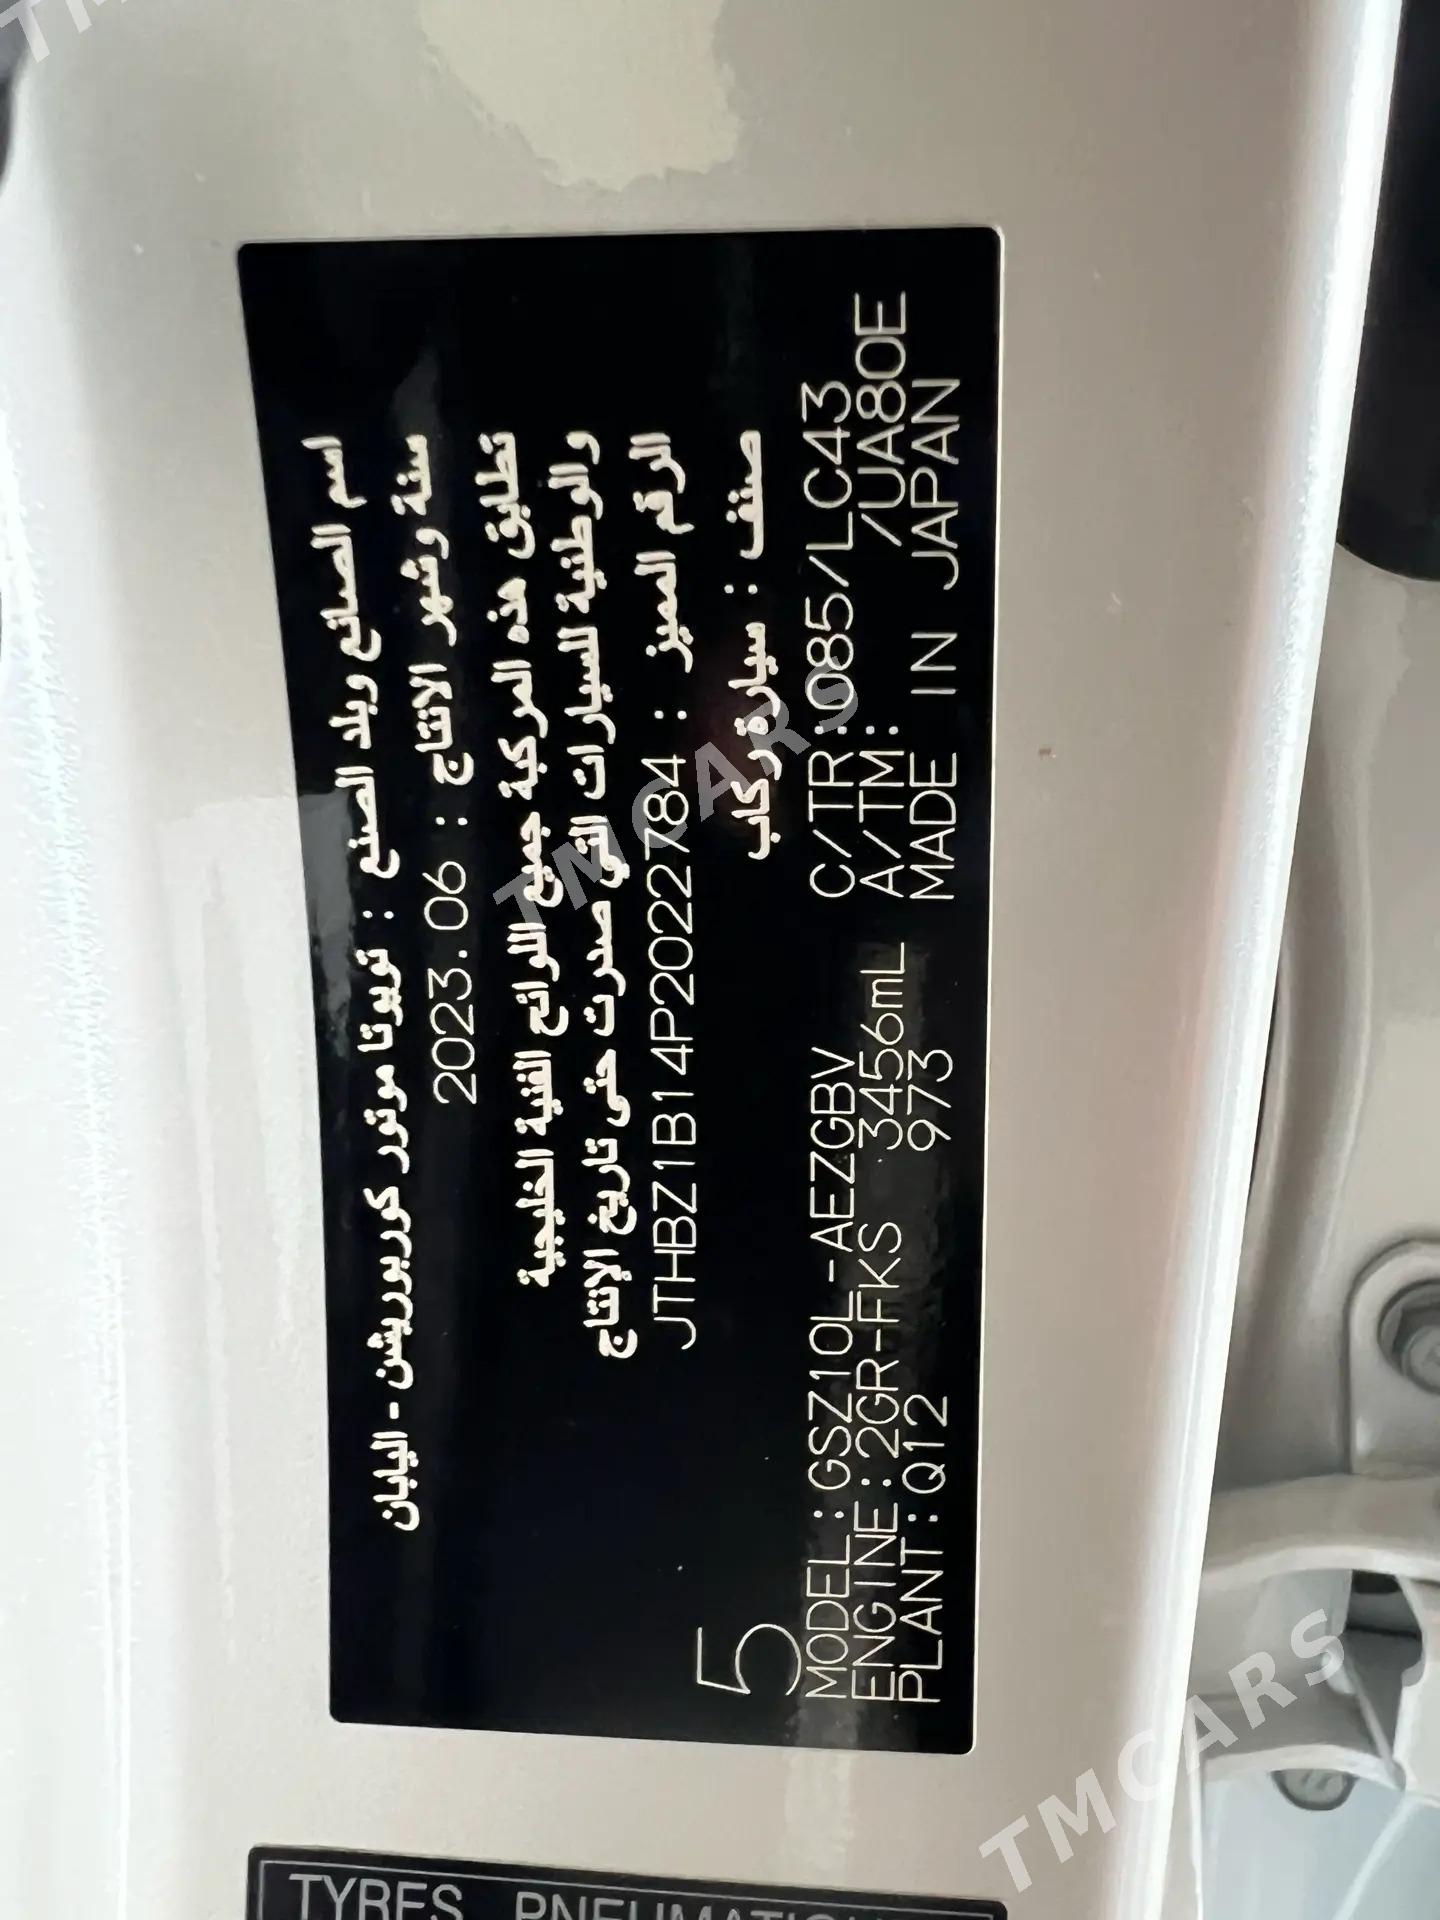 اسم الصانع وبلد الصنع : تويوتا موتور كوربوريشن - اليابان
سنة وشهر الانتاج : 2023.06
تطابق هذه المركبة جميع اللوائح الفنية الخليجية
والوطنية للسيارات التي صدرت حتى تاريخ الإنتاج
الرقم المميز : JTHBZ1B14P2022784
صنف : سيارة ركاب
5
MODEL:GSZ10L-AEZGBV C/TR:085/LC43
ENGINE:2GR-FKS 3456mL A/TM: /UA80E
PLANT:Q12 973 MADE IN JAPAN
TYRES
TMCARS
TMCARS